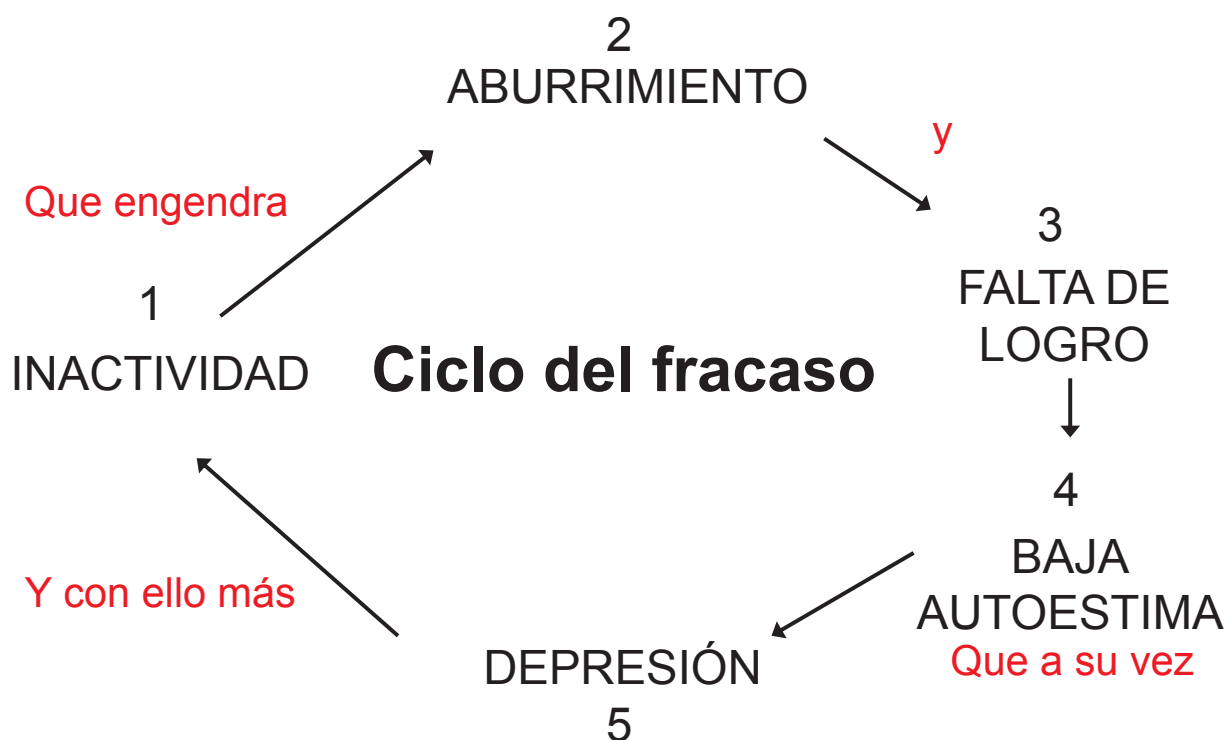 2
ABURRIMIENTO
y
Que engendra
3
FALTA DE
LOGRO
1
INACTIVIDAD
Ciclo del fracaso
4
BAJA
AUTOESTIMA
Que a su vez
Y con ello más
DEPRESIÓN
5